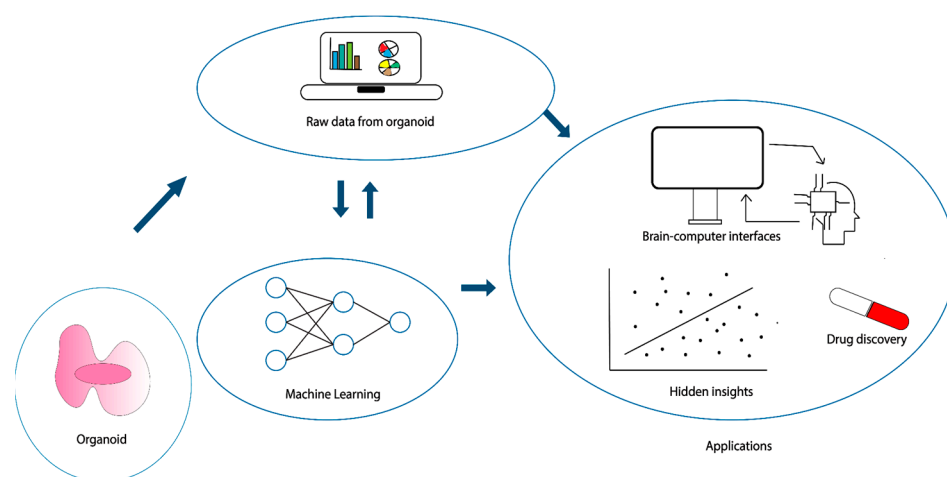 Raw data from organoid
Brain-computer interfaces
Drug discovery
Machine Learning
Hidden insights
Organoid
Applications